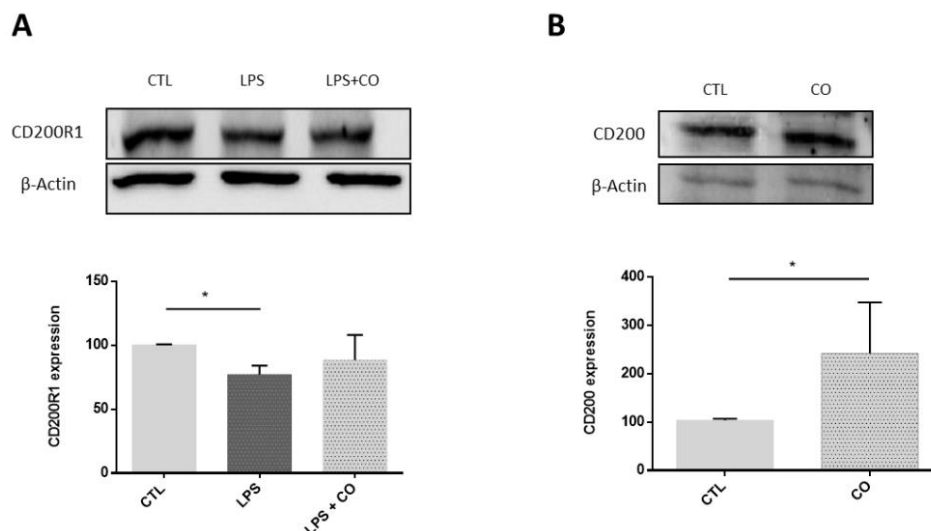 A
CTL LPS LPS+CO
CD200R1
β-Actin
CD200R1 expression
150
100
50
0
*
CTL LPS LPS + CO
B
CTL CO
CD200
β-Actin
CD200 expression
400
300
200
100
0
*
CTL CO